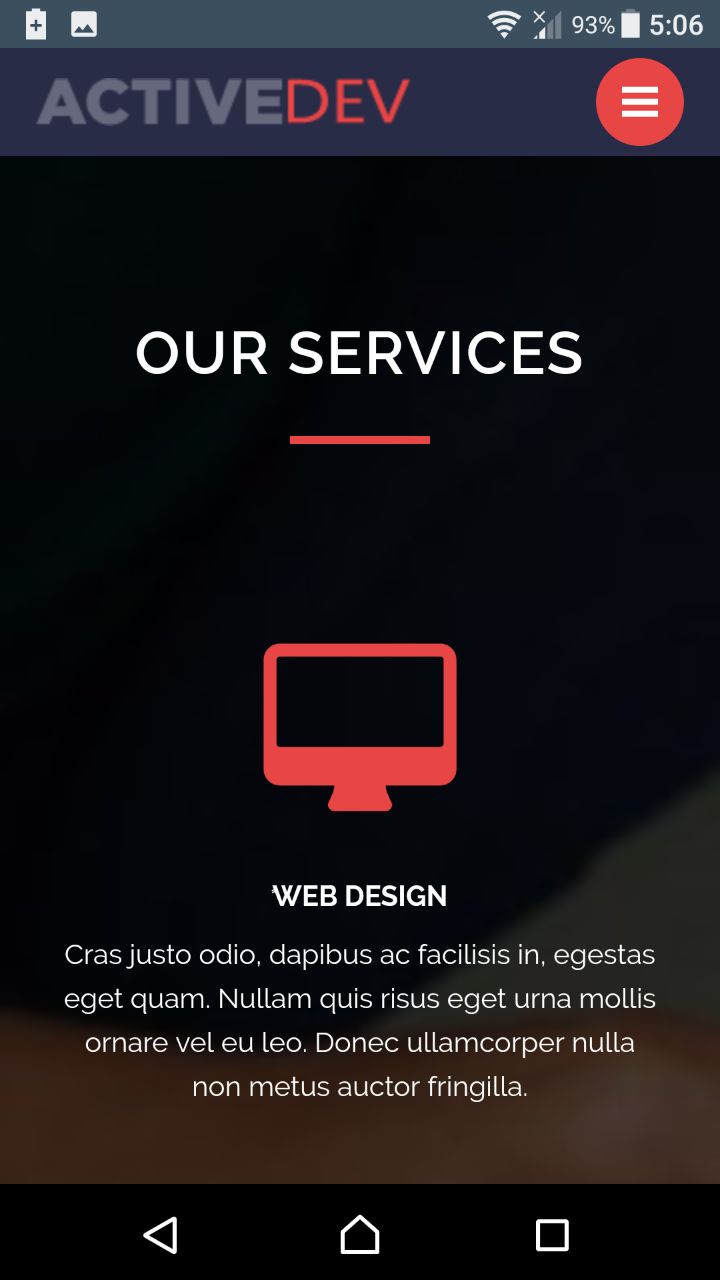 93% 5:06
ACTIVEDEV
OUR SERVICES
WEB DESIGN
Cras justo odio, dapibus ac facilisis in, egestas
eget quam. Nullam quis risus eget urna mollis
ornare vel eu leo. Donec ullamcorper nulla
non metus auctor fringilla.